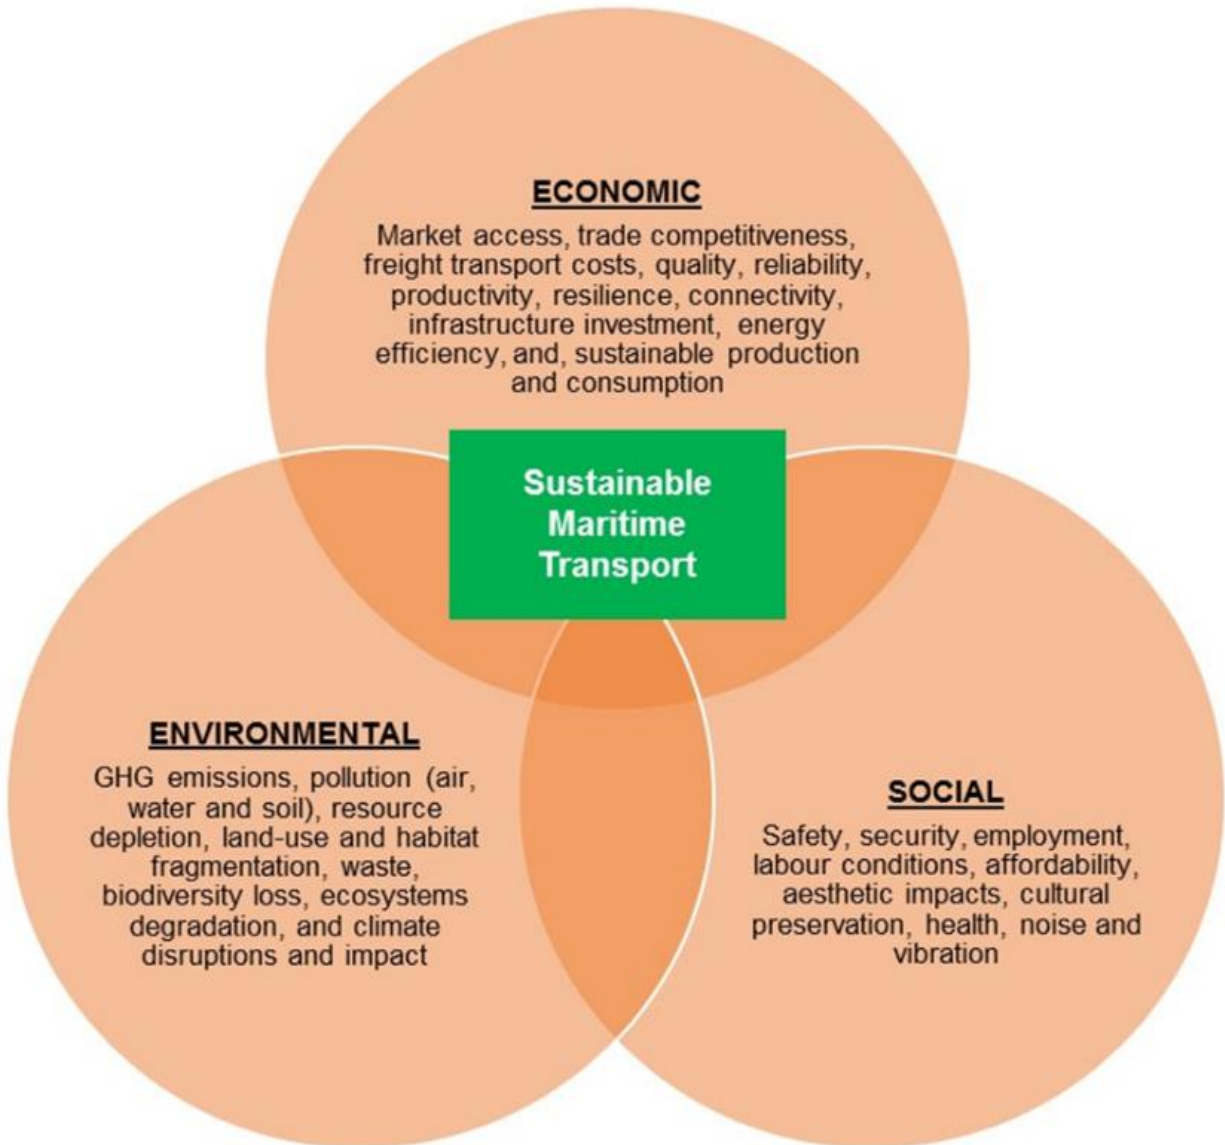 ECONOMIC
Market access, trade competitiveness,
freight transport costs, quality, reliability,
productivity, resilience, connectivity,
infrastructure investment, energy
efficiency, and, sustainable production
and consumption
Sustainable
Maritime
Transport
ENVIRONMENTAL
GHG emissions, pollution (air,
water and soil), resource
depletion, land-use and habitat
fragmentation, waste,
biodiversity loss, ecosystems
degradation, and climate
disruptions and impact
SOCIAL
Safety, security, employment,
labour conditions, affordability,
aesthetic impacts, cultural
preservation, health, noise and
vibration